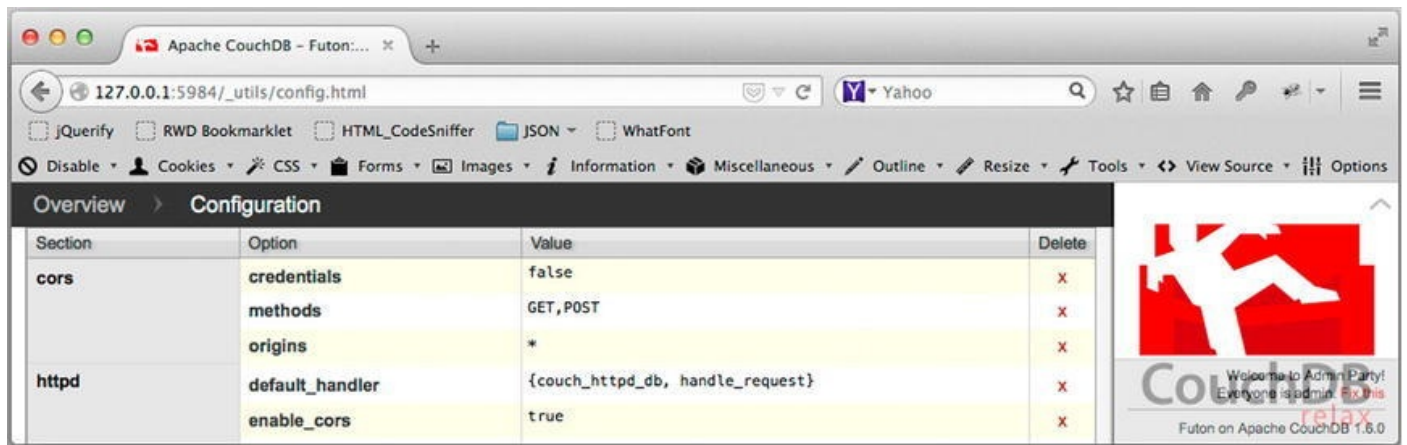 Apache CouchDB - Futon:...
127.0.0.1:5984/_utils/config.html
Yahoo
jQuerify RWD Bookmarklet HTML_CodeSniffer JSON WhatFont
Disable Cookies CSS Forms Images Information Miscellaneous Outline Resize Tools View Source Options
Overview Configuration
Section Option Value Delete
cors credentials false x
methods GET,POST x
origins * x
httpd default_handler {couch_httpd_db, handle_request} x
enable_cors true x
CouchDB
relax
Welcome to Admin Party!
Everyone is admin. Fix this
Futon on Apache CouchDB 1.6.0